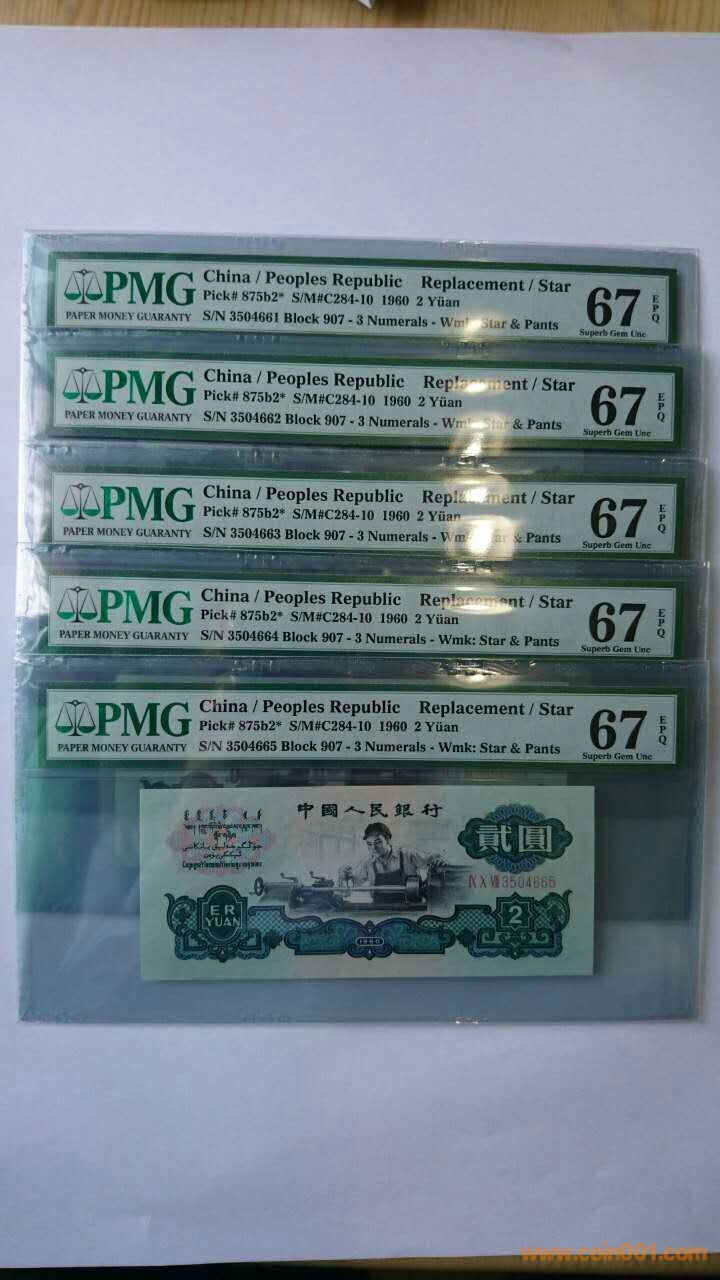 PMG
PAPER MONEY GUARANTY
China / Peoples Republic Replacement / Star
Pick# 875b2* S/M#C284-10 1960 2 Yüan
S/N 3504661 Block 907 - 3 Numerals - Wmk: Star & Pants
67 EPQ
Superb Gem Unc
PMG
PAPER MONEY GUARANTY
China / Peoples Republic Replacement / Star
Pick# 875b2* S/M#C284-10 1960 2 Yüan
S/N 3504662 Block 907 - 3 Numerals - Wmk: Star & Pants
67 EPQ
Superb Gem Unc
PMG
PAPER MONEY GUARANTY
China / Peoples Republic Replacement / Star
Pick# 875b2* S/M#C284-10 1960 2 Yüan
S/N 3504663 Block 907 - 3 Numerals - Wmk: Star & Pants
67 EPQ
Superb Gem Unc
PMG
PAPER MONEY GUARANTY
China / Peoples Republic Replacement / Star
Pick# 875b2* S/M#C284-10 1960 2 Yüan
S/N 3504664 Block 907 - 3 Numerals - Wmk: Star & Pants
67 EPQ
Superb Gem Unc
PMG
PAPER MONEY GUARANTY
China / Peoples Republic Replacement / Star
Pick# 875b2* S/M#C284-10 1960 2 Yüan
S/N 3504665 Block 907 - 3 Numerals - Wmk: Star & Pants
67 EPQ
Superb Gem Unc
中國人民銀行
貳圓
IX X VII 3504665
ER
YUAN
1960
2
www.coin001.com